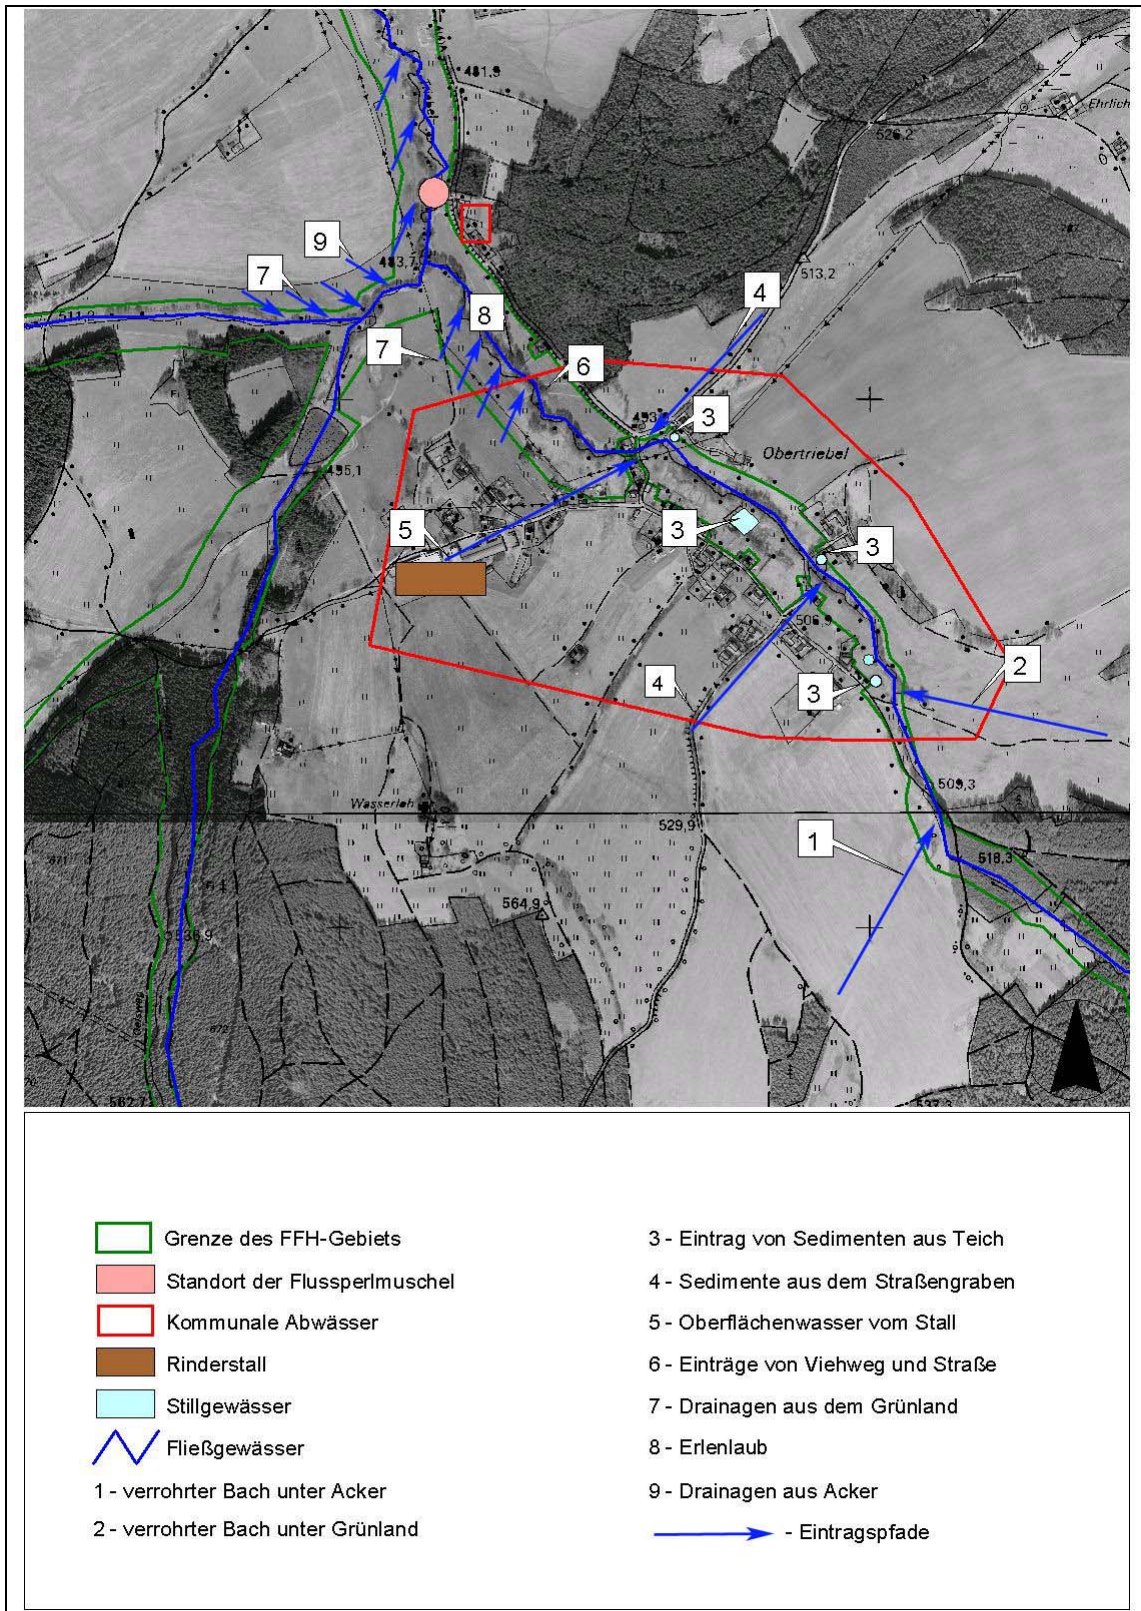 481,9
Ehrlich
526,2
9
483,7
513,2
7
4
511,2
8
7
6
3
493,
Obertriebel
495,1
5
3
3
506,9
4
2
3
509,3
Wasserloh
529,9
1
518,3
564,9
536,9
672
562,7
537,3
Grenze des FFH-Gebiets
Standort der Flussperlmuschel
Kommunale Abwässer
Rinderstall
Stillgewässer
Fließgewässer
1 - verrohrter Bach unter Acker
2 - verrohrter Bach unter Grünland
3 - Eintrag von Sedimenten aus Teich
4 - Sedimente aus dem Straßengraben
5 - Oberflächenwasser vom Stall
6 - Einträge von Viehweg und Straße
7 - Drainagen aus dem Grünland
8 - Erlenlaub
9 - Drainagen aus Acker
- Eintragspfade